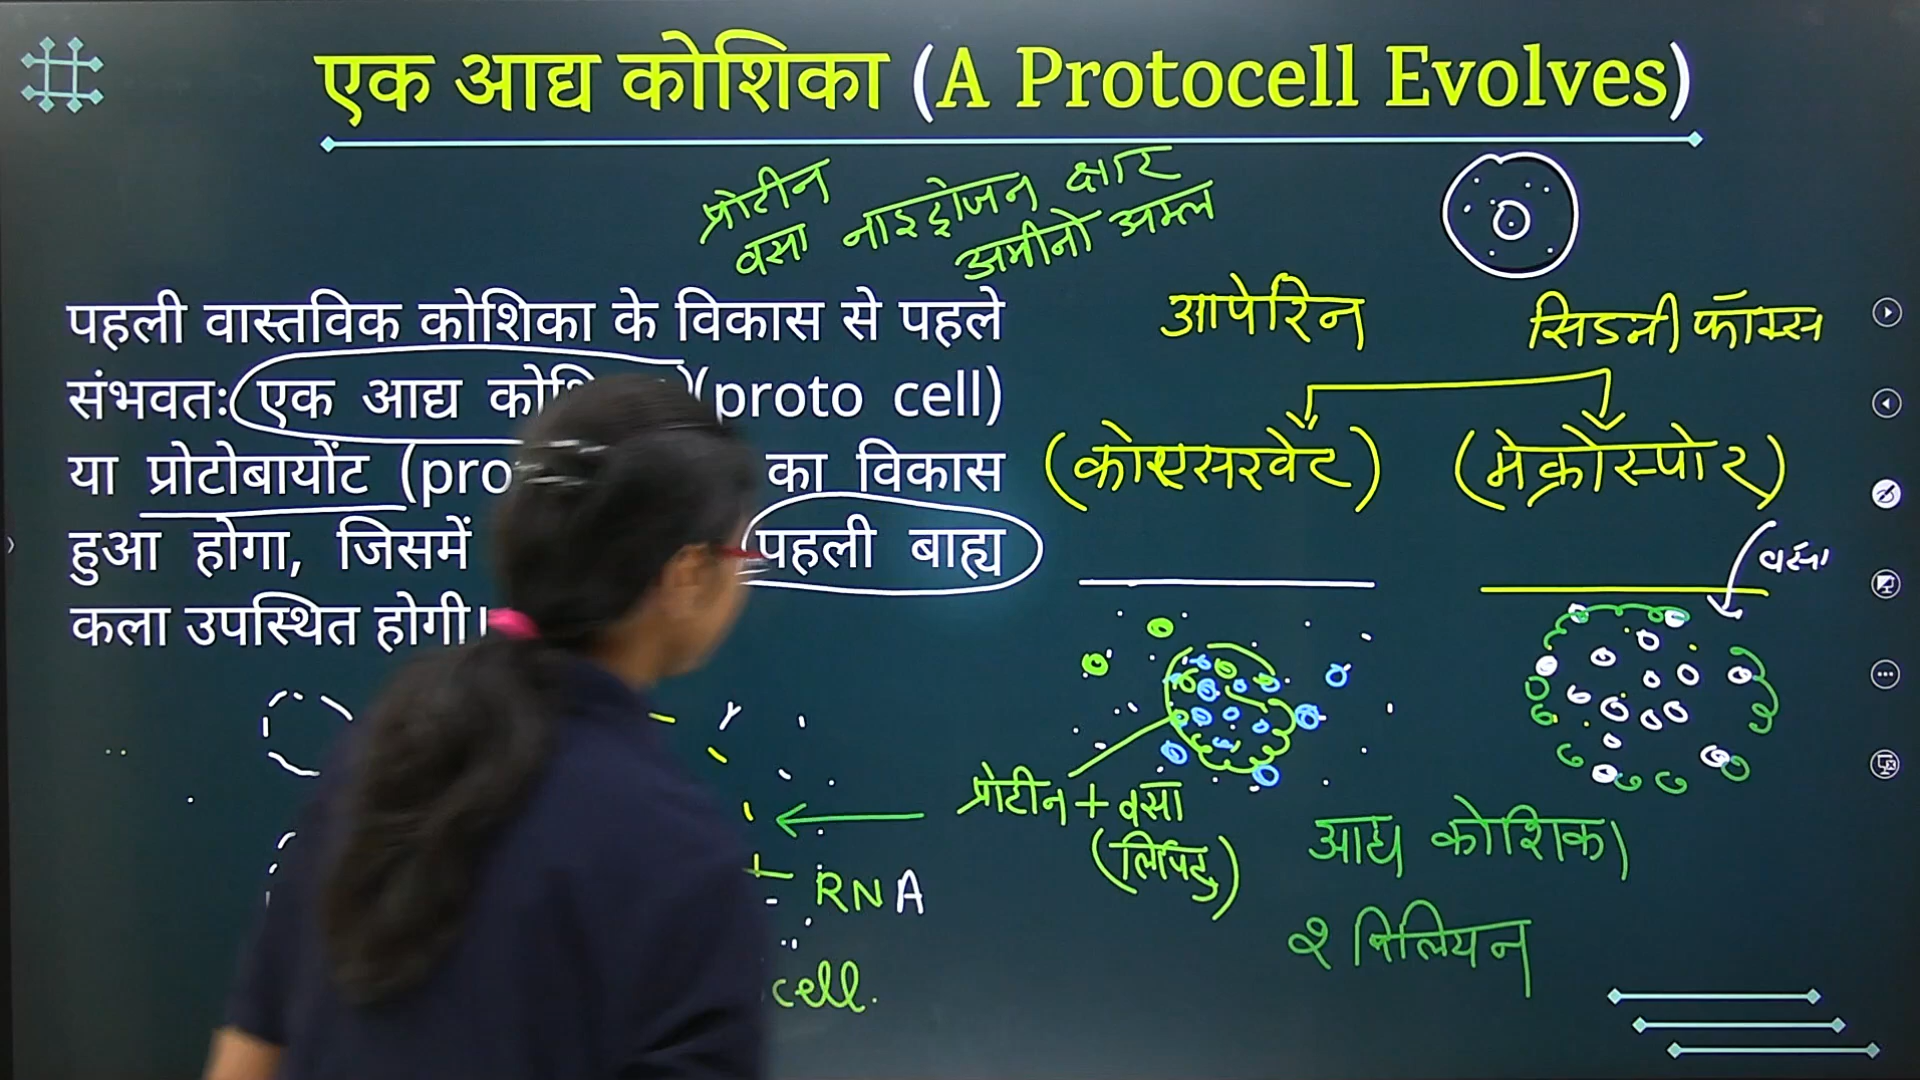 एक आद्य कोशिका (A Protocell Evolves)
प्रोटीन
वसा नाइट्रोजन क्षार
अमीनो अम्ल
पहली वास्तविक कोशिका के विकास से पहले
संभवतः एक आद्य (proto cell)
या प्रोटोबायोंट का विकास
हुआ होगा, जिसमें पहली बाह्य
कला उपस्थित होगी।
आपेरिन सिडनी फॉक्स
(कोएसरवेट) (मेक्रोस्पोर)
वसा
प्रोटीन + वसा
(लिपिड)
RNA
cell.
आद्य कोशिका
२ बिलियन